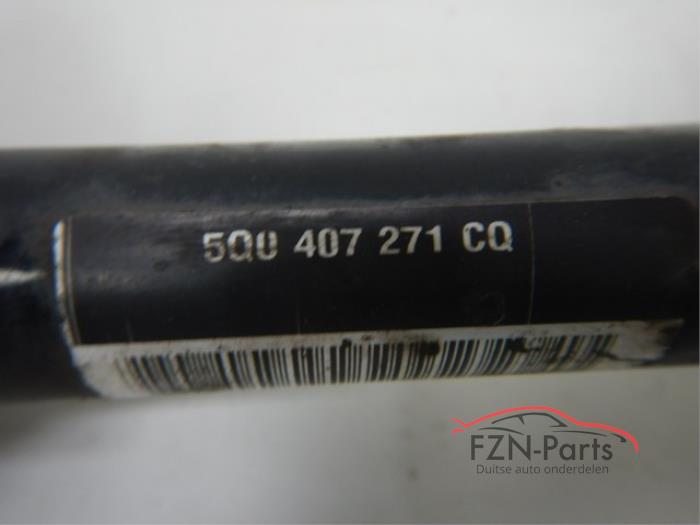 5Q0 407 271 CQ
FZN-Parts
Duitse auto onderdelen